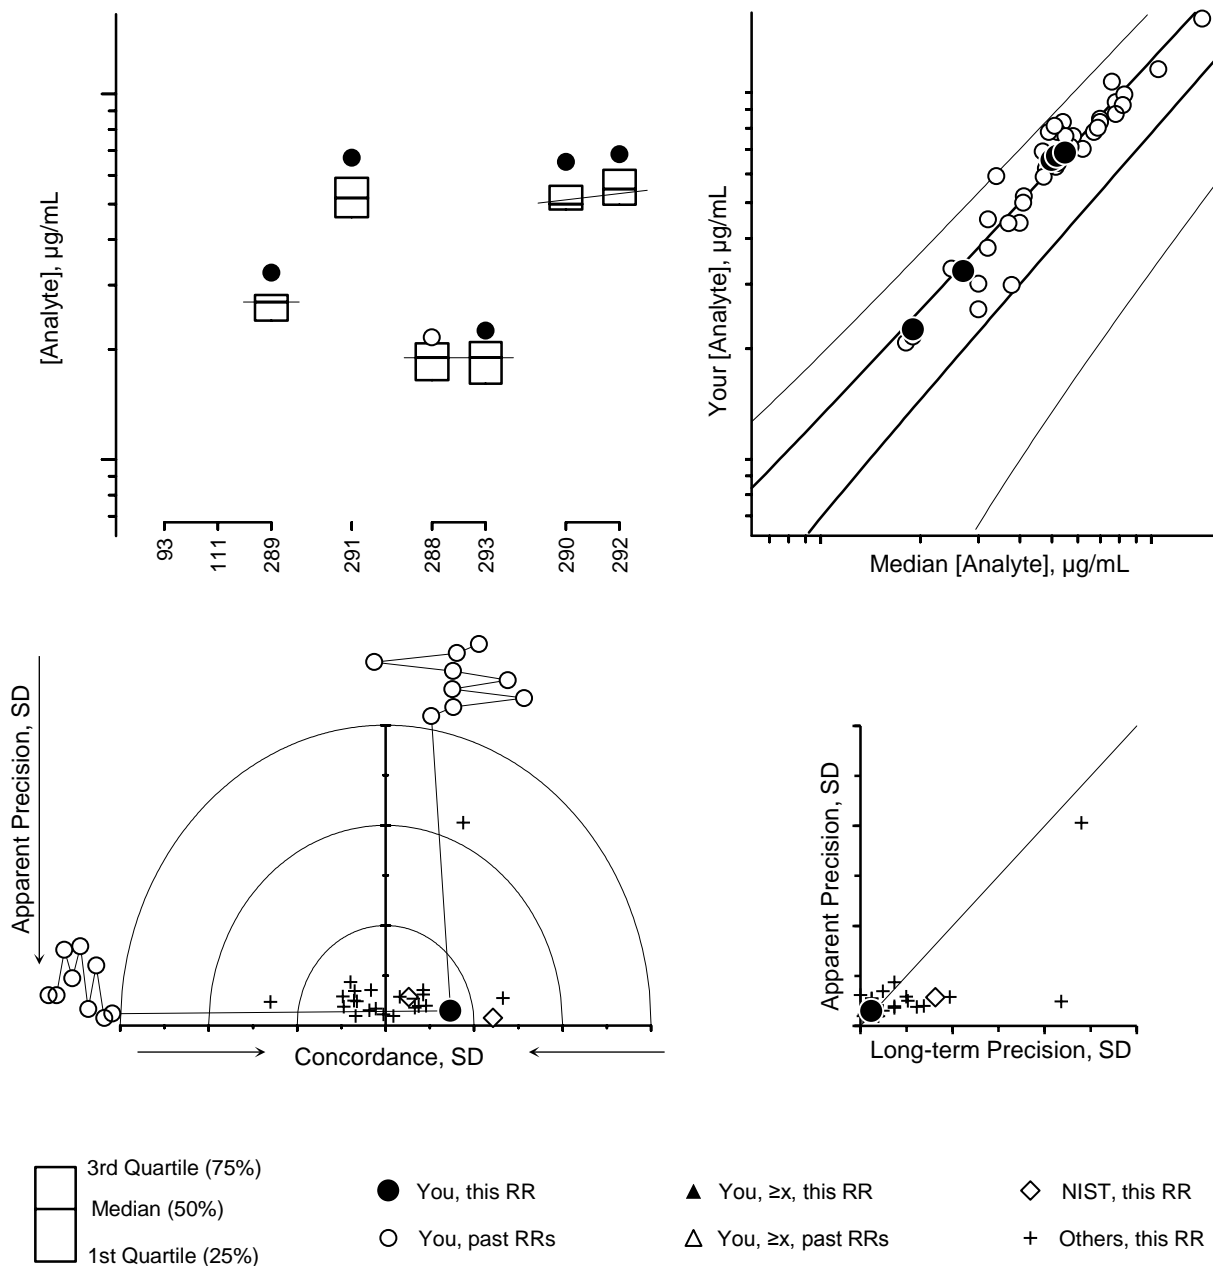 [Analyte], µg/mL
93
111
289
291
288
293
290
292
Your [Analyte], µg/mL
Median [Analyte], µg/mL
Apparent Precision, SD
Concordance, SD
Apparent Precision, SD
Long-term Precision, SD
3rd Quartile (75%)
Median (50%)
1st Quartile (25%)
You, this RR
You, past RRs
You, ≥x, this RR
You, ≥x, past RRs
NIST, this RR
Others, this RR